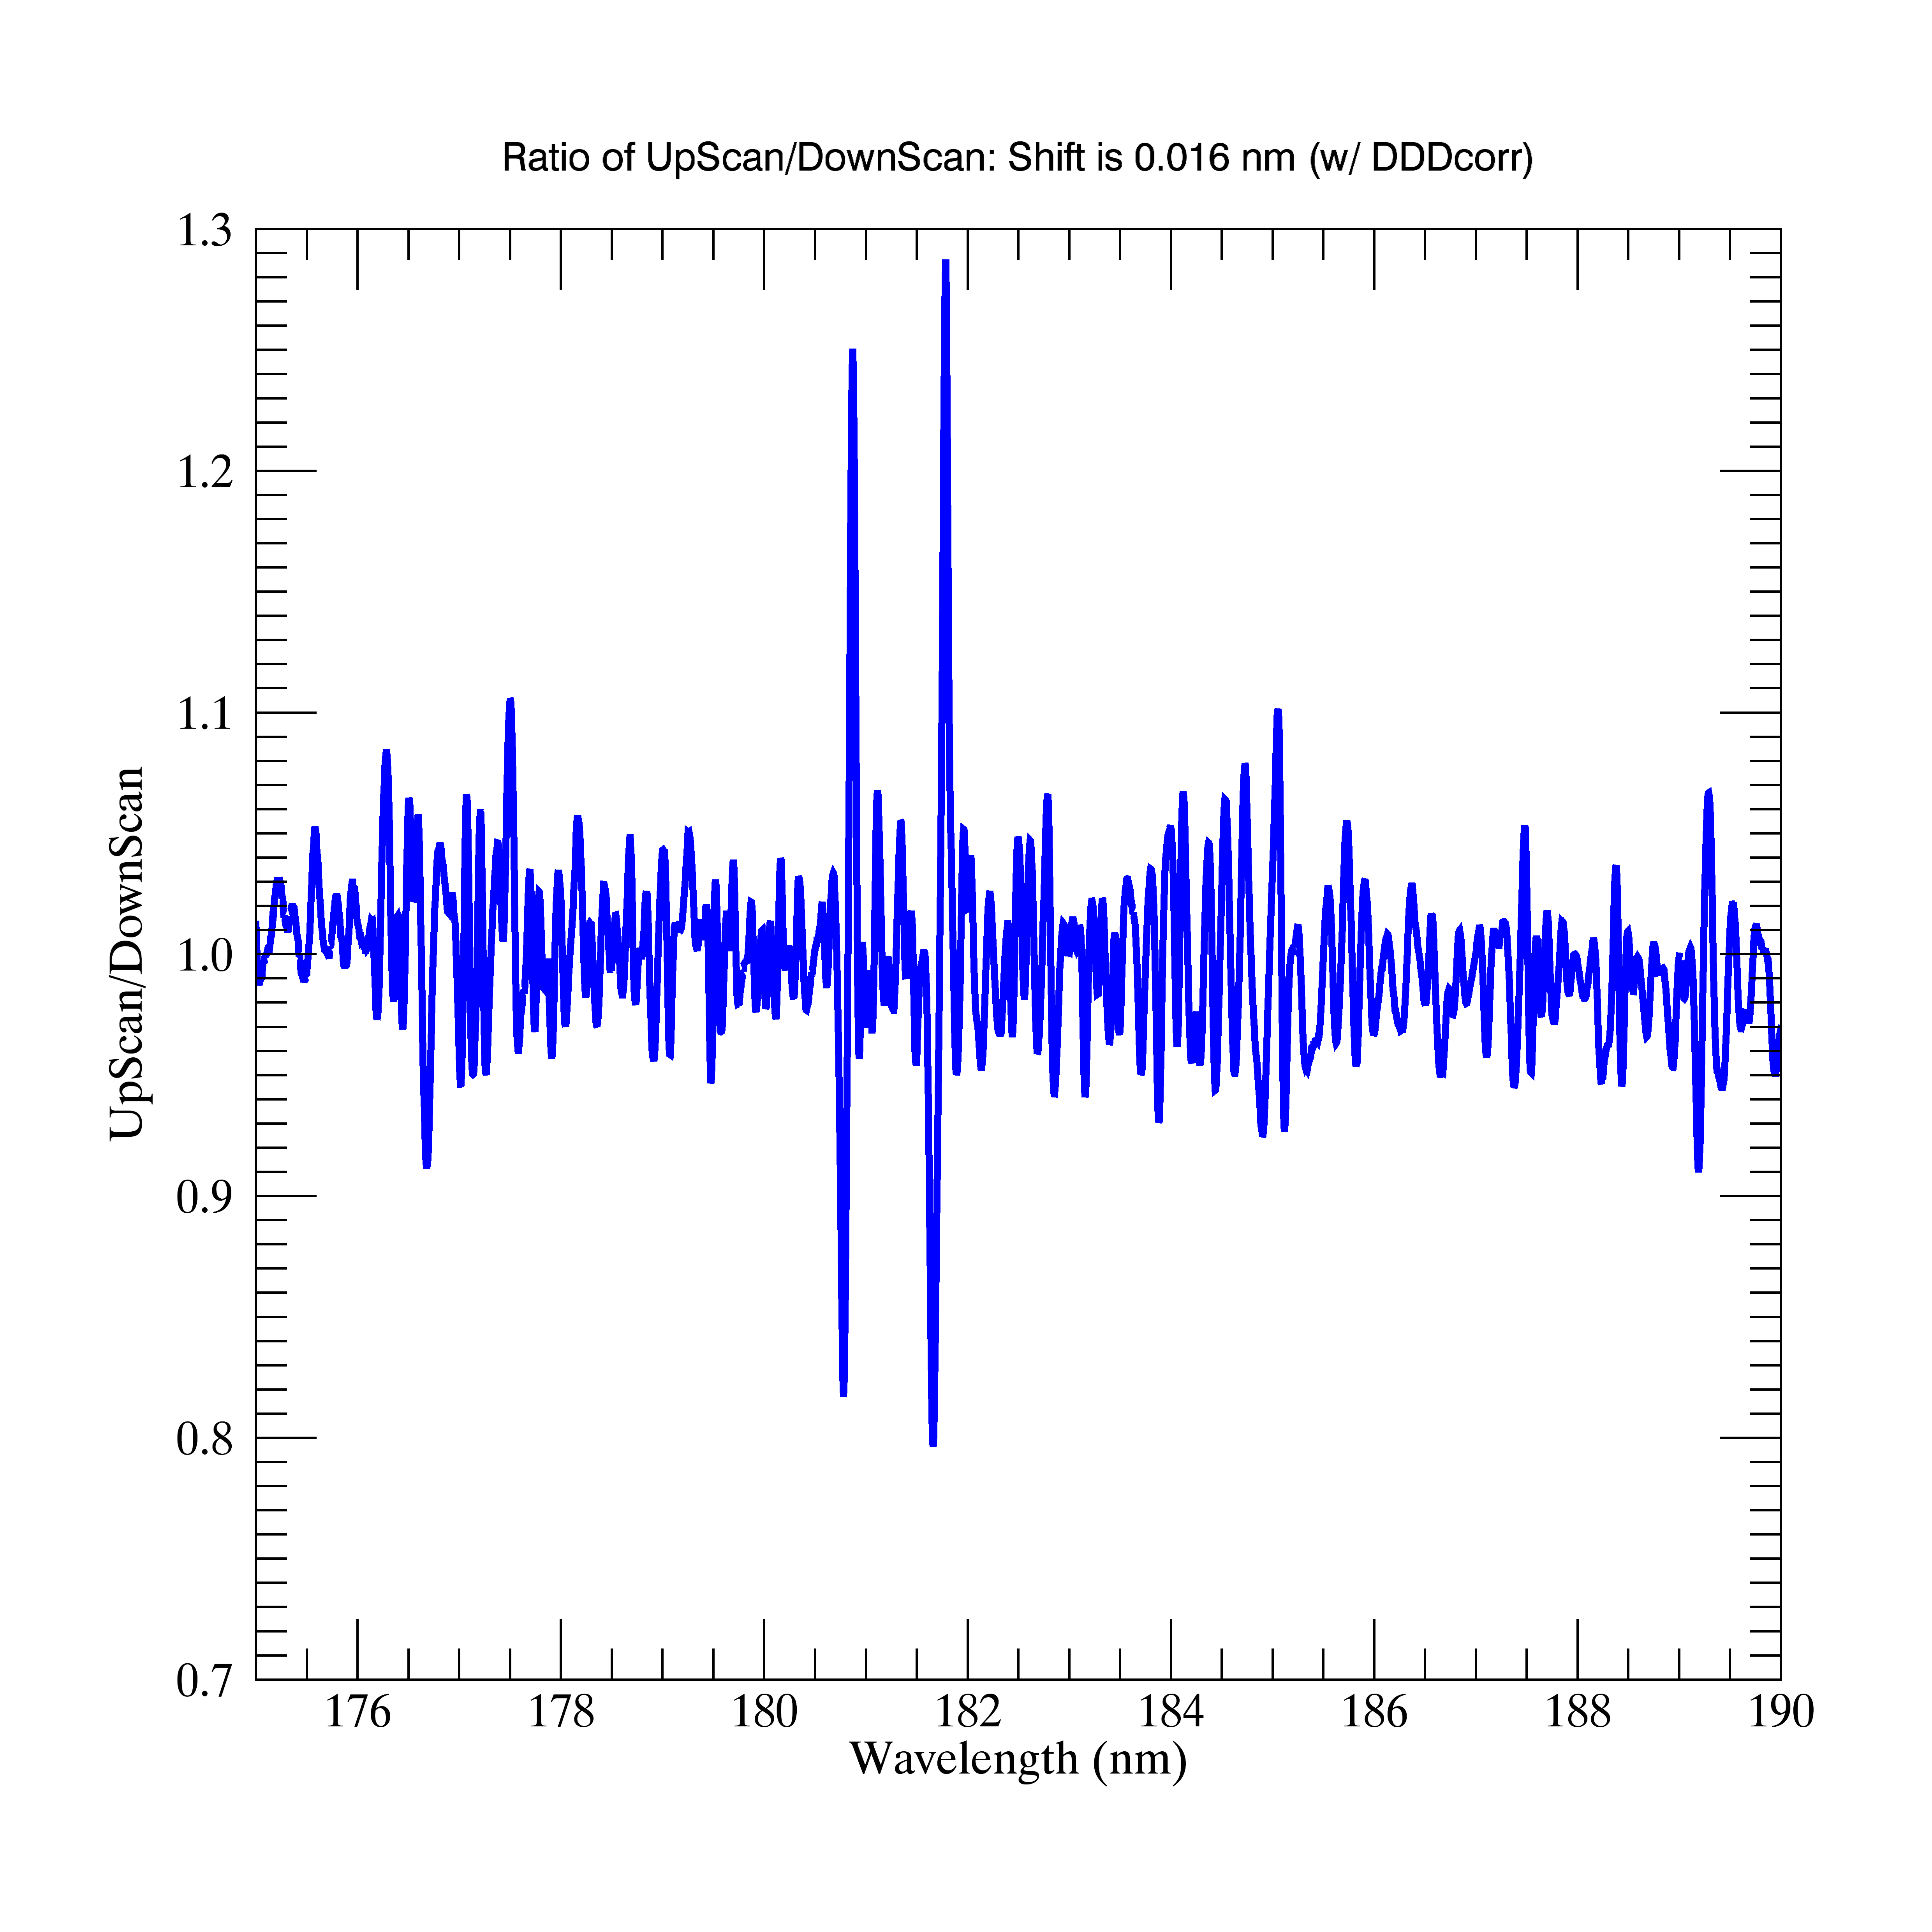 Ratio of UpScan/DownScan: Shift is 0.016 nm (w/ DDDcorr)
1.3
1.2
1.1
1.0
0.9
0.8
0.7
UpScan/DownScan
176 178 180 182 184 186 188 190
Wavelength (nm)